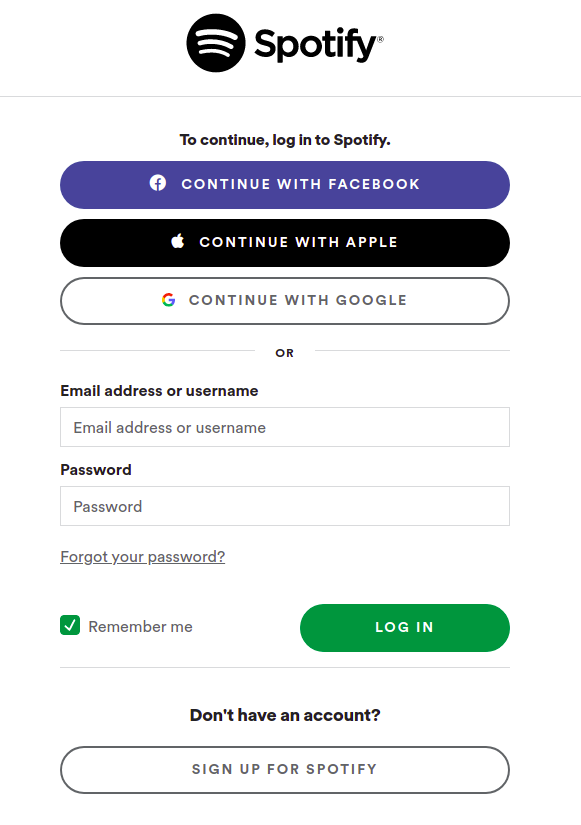 Spotify®
To continue, log in to Spotify.
CONTINUE WITH FACEBOOK
CONTINUE WITH APPLE
CONTINUE WITH GOOGLE
OR
Email address or username
Email address or username
Password
Password
Forgot your password?
Remember me
LOG IN
Don't have an account?
SIGN UP FOR SPOTIFY